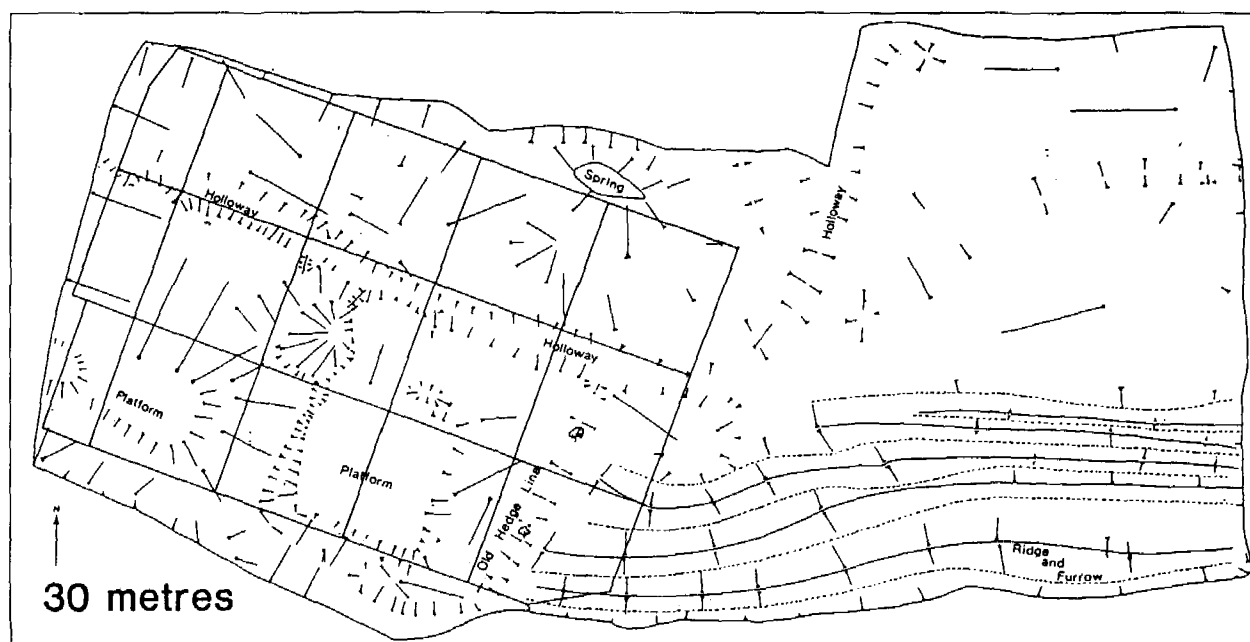 Spring
Holloway
Holloway
Holloway
Platform
Platform
Old Hedge Line
Ridge
and
Furrow
N
30 metres